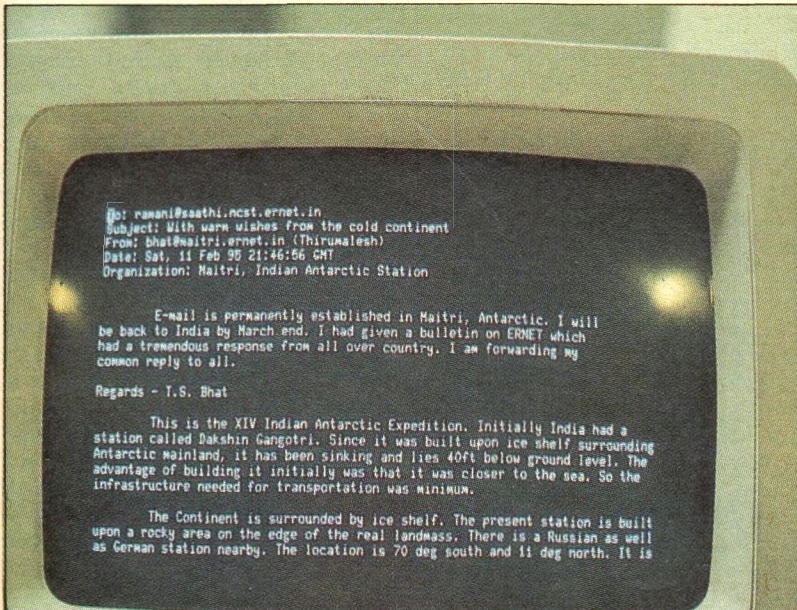 To: ramani@saathi.ncst.ernet.in
Subject: With warm wishes from the cold continent
From: bhat@maitri.ernet.in (Thirumalesh)
Date: Sat, 11 Feb 95 21:46:56 GMT
Organization: Maitri, Indian Antarctic Station
E-mail is permanently established in Maitri, Antarctic. I will
be back to India by March end. I had given a bulletin on ERNET which
had a tremendous response from all over country. I am forwarding my
common reply to all.
Regards - T.S. Bhat
This is the XIV Indian Antarctic Expedition. Initially India had a
station called Dakshin Gangotri. Since it was built upon ice shelf surrounding
Antarctic mainland, it has been sinking and lies 40ft below ground level. The
advantage of building it initially was that it was closer to the sea. So the
infrastructure needed for transportation was minimum.
The Continent is surrounded by ice shelf. The present station is built
upon a rocky area on the edge of the real landmass. There is a Russian as well
as German station nearby. The location is 70 deg south and 11 deg north. It is